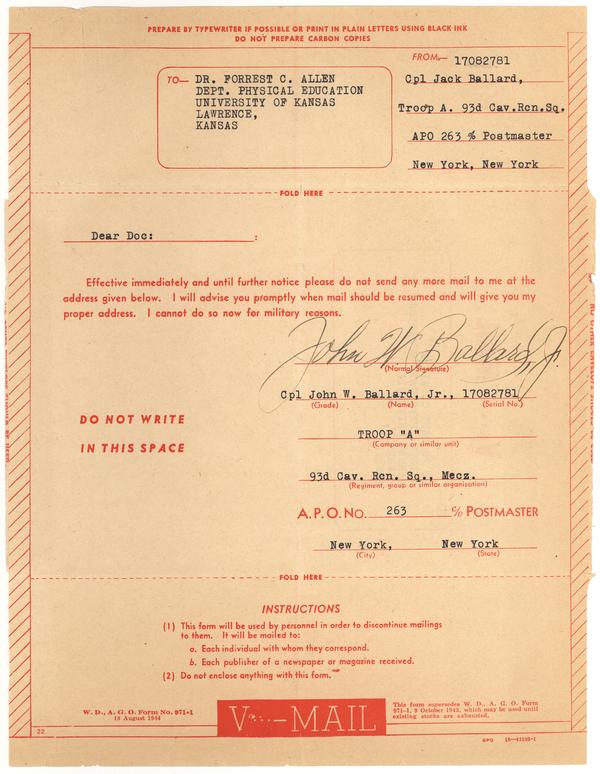 PREPARE BY TYPEWRITER IF POSSIBLE OR PRINT IN PLAIN LETTERS USING BLACK INK
DO NOT PREPARE CARBON COPIES
TO— DR. FORREST C. ALLEN
DEPT. PHYSICAL EDUCATION
UNIVERSITY OF KANSAS
LAWRENCE,
KANSAS
FROM— 17082781
Cpl Jack Ballard,
Troop A. 93d Cav.Rcn.Sq.
APO 263 % Postmaster
New York, New York
FOLD HERE
Dear Doc: :
Effective immediately and until further notice please do not send any more mail to me at the
address given below. I will advise you promptly when mail should be resumed and will give you my
proper address. I cannot do so now for military reasons.
John W Ballard, Jr.
(Normal Signature)
Cpl John W. Ballard, Jr., 17082781
(Grade) (Name) (Serial No.)
DO NOT WRITE
IN THIS SPACE
TROOP "A"
(Company or similar unit)
93d Cav. Rcn. Sq., Mecz.
(Regiment, group or similar organization)
A.P.O. No. 263 % POSTMASTER
New York, New York
(City) (State)
FOLD HERE
INSTRUCTIONS
(1) This form will be used by personnel in order to discontinue mailings
to them. It will be mailed to:
a. Each individual with whom they correspond.
b. Each publisher of a newspaper or magazine received.
(2) Do not enclose anything with this form.
W. D., A. G. O. Form No. 971-1
18 August 1944
V···—MAIL
This form supersedes W. D., A. G. O. Form
971-1, 8 October 1943, which may be used until
existing stocks are exhausted.
22
GPO 16—41135-1